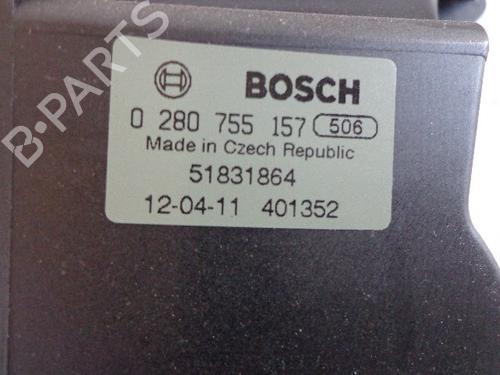 BOSCH
0 280 755 157 506
Made in Czech Republic
51831864
12-04-11 401352
B-PARTS